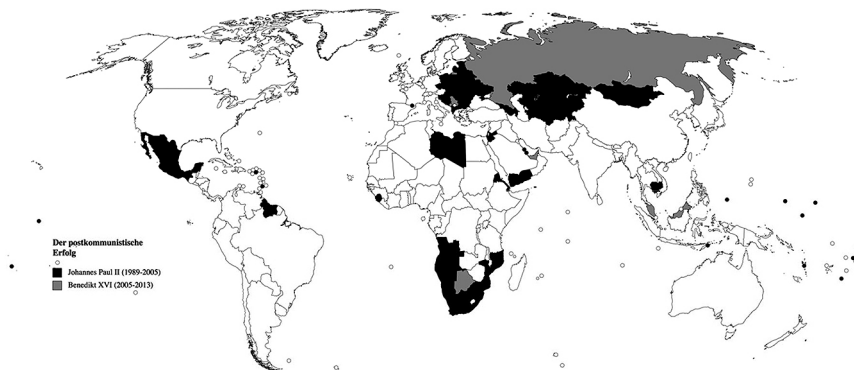 Der postkommunistische
Erfolg
Johannes Paul II (1989-2005)
Benedikt XVI (2005-2013)